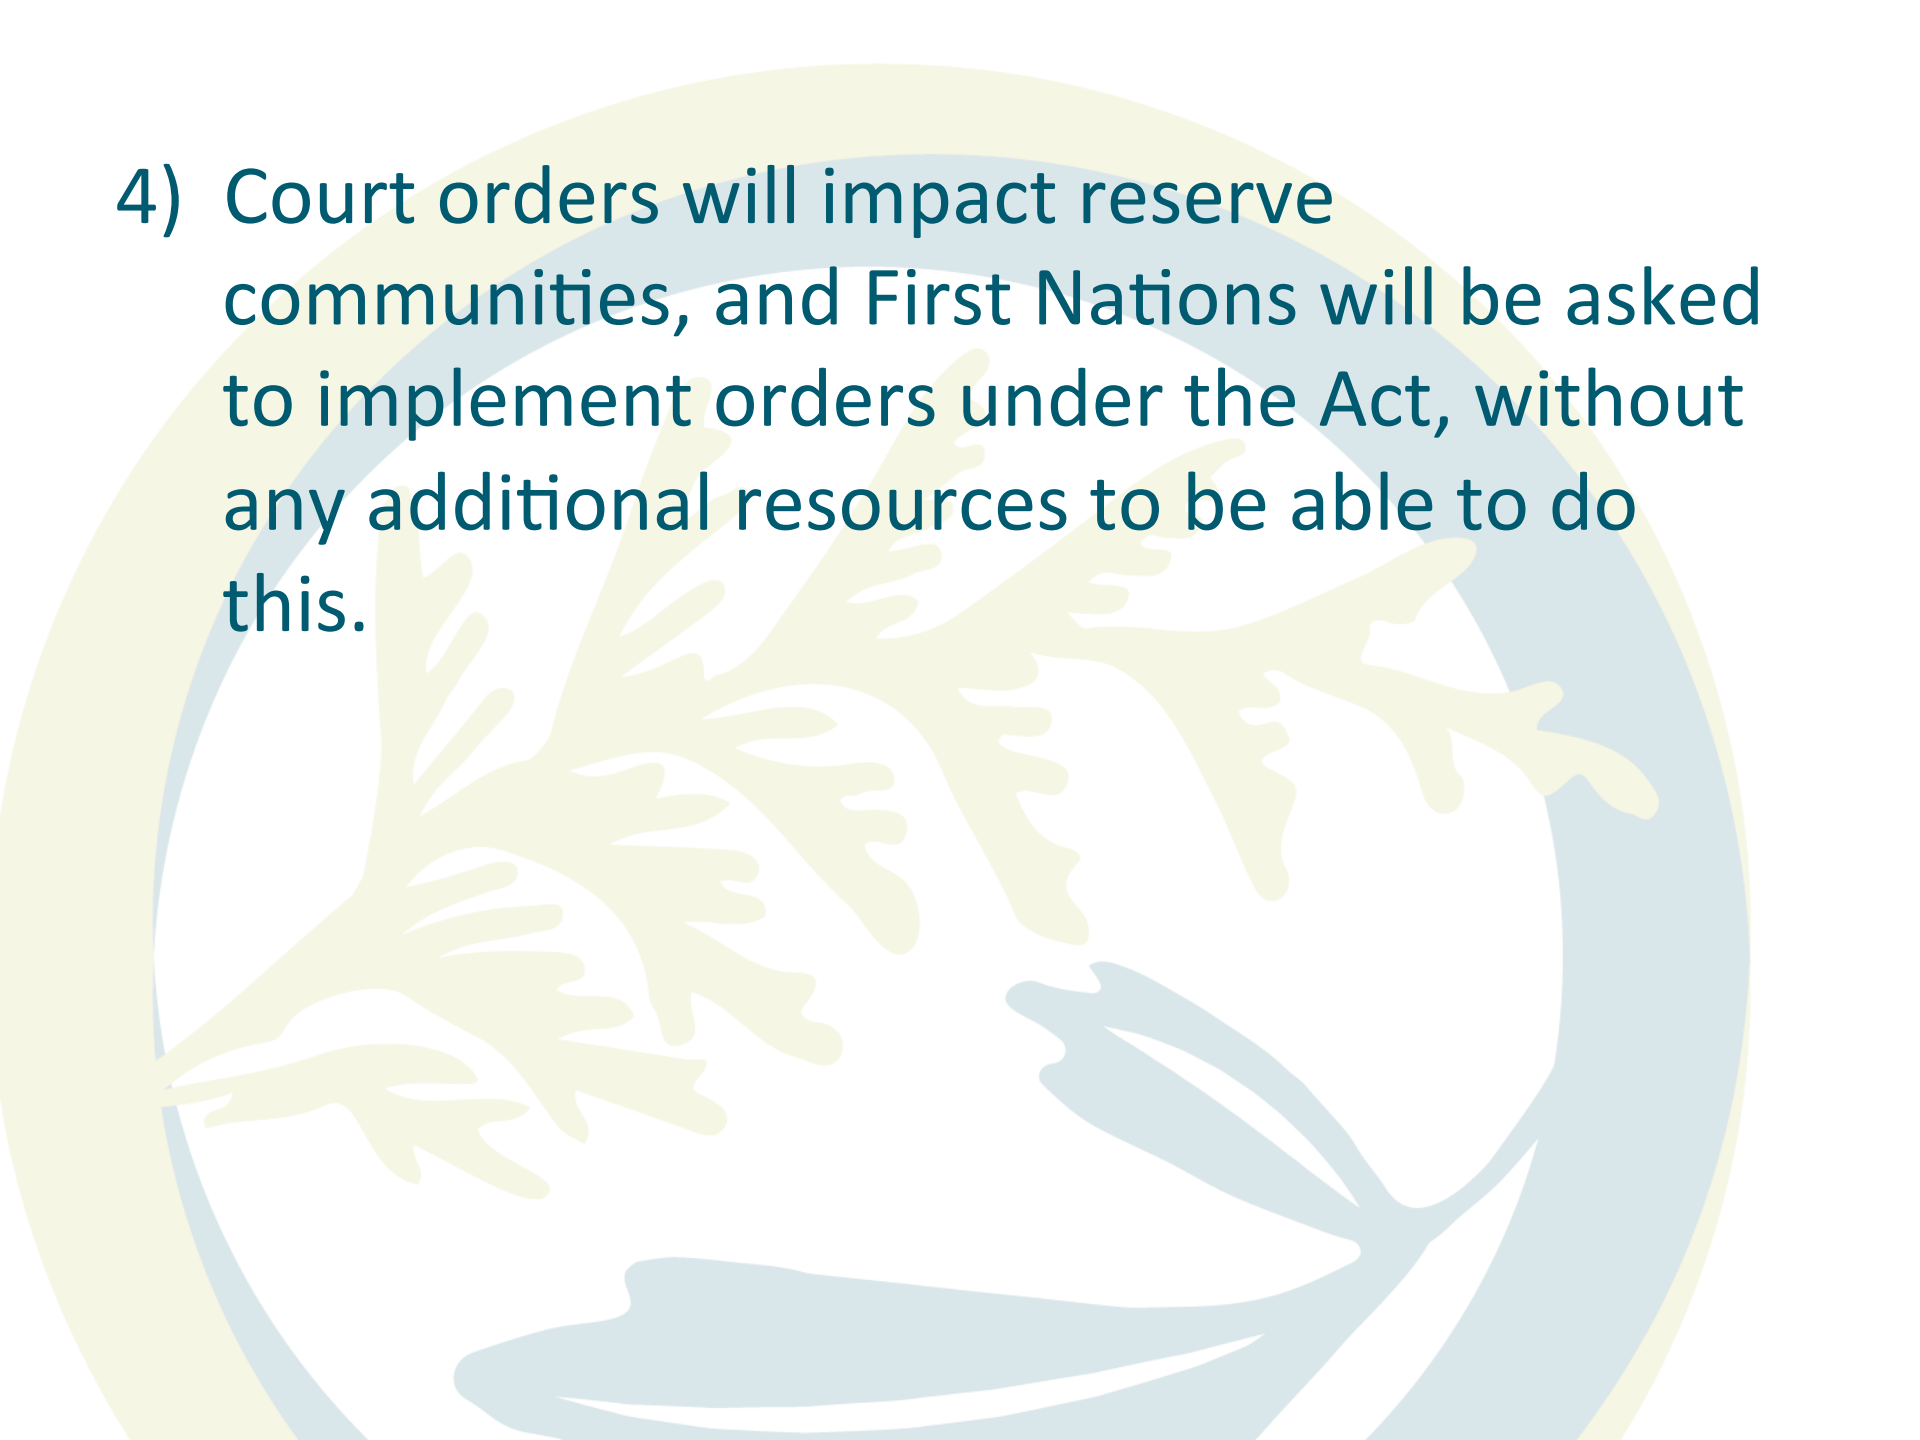 4) Court orders will impact reserve
communities, and First Nations will be asked
to implement orders under the Act, without
any additional resources to be able to do
this.